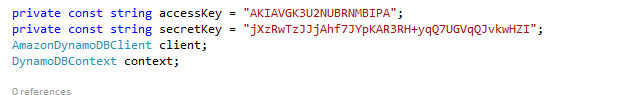 private const string accessKey = "AKIAVGK3U2NUBRNMBIPA";
private const string secretKey = "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";
AmazonDynamoDBClient client;
DynamoDBContext context;
0 references